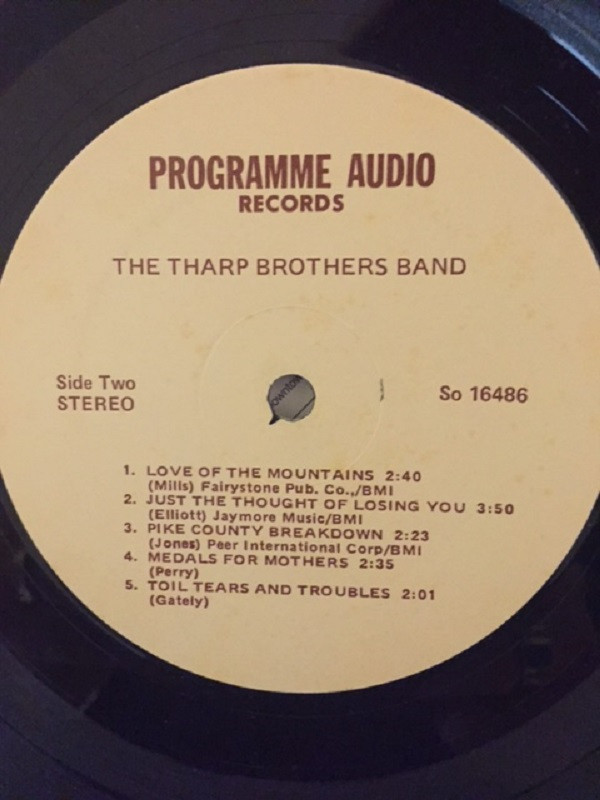 PROGRAMME AUDIO
RECORDS
THE THARP BROTHERS BAND
Side Two
STEREO
So 16486
1. LOVE OF THE MOUNTAINS 2:40
(Mills) Fairystone Pub. Co.,/BMI
2. JUST THE THOUGHT OF LOSING YOU 3:50
(Elliott) Jaymore Music/BMI
3. PIKE COUNTY BREAKDOWN 2:23
(Jones) Peer International Corp/BMI
4. MEDALS FOR MOTHERS 2:35
(Perry)
5. TOIL TEARS AND TROUBLES 2:01
(Gately)